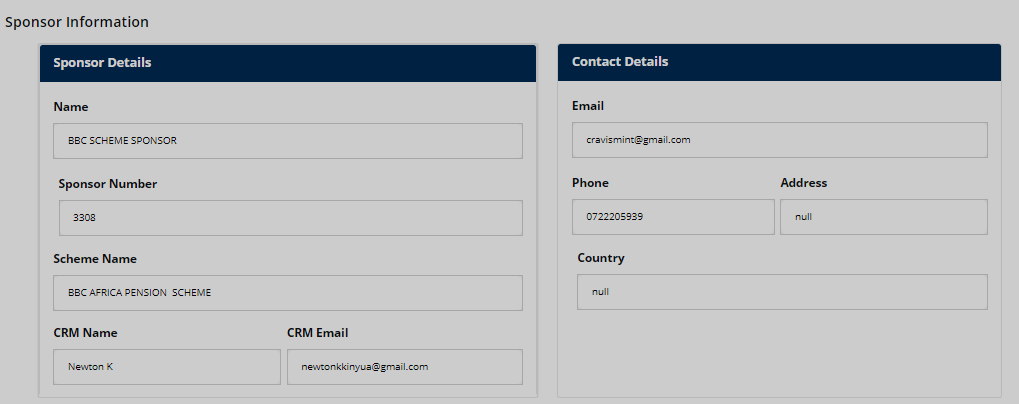 Sponsor Information
Sponsor Details
Name
BBC SCHEME SPONSOR
Sponsor Number
3308
Scheme Name
BBC AFRICA PENSION  SCHEME
CRM Name
CRM Email
Newton K
newtonkkinyua@gmail.com
Contact Details
Email
cravismint@gmail.com
Phone
Address
0722205939
null
Country
null